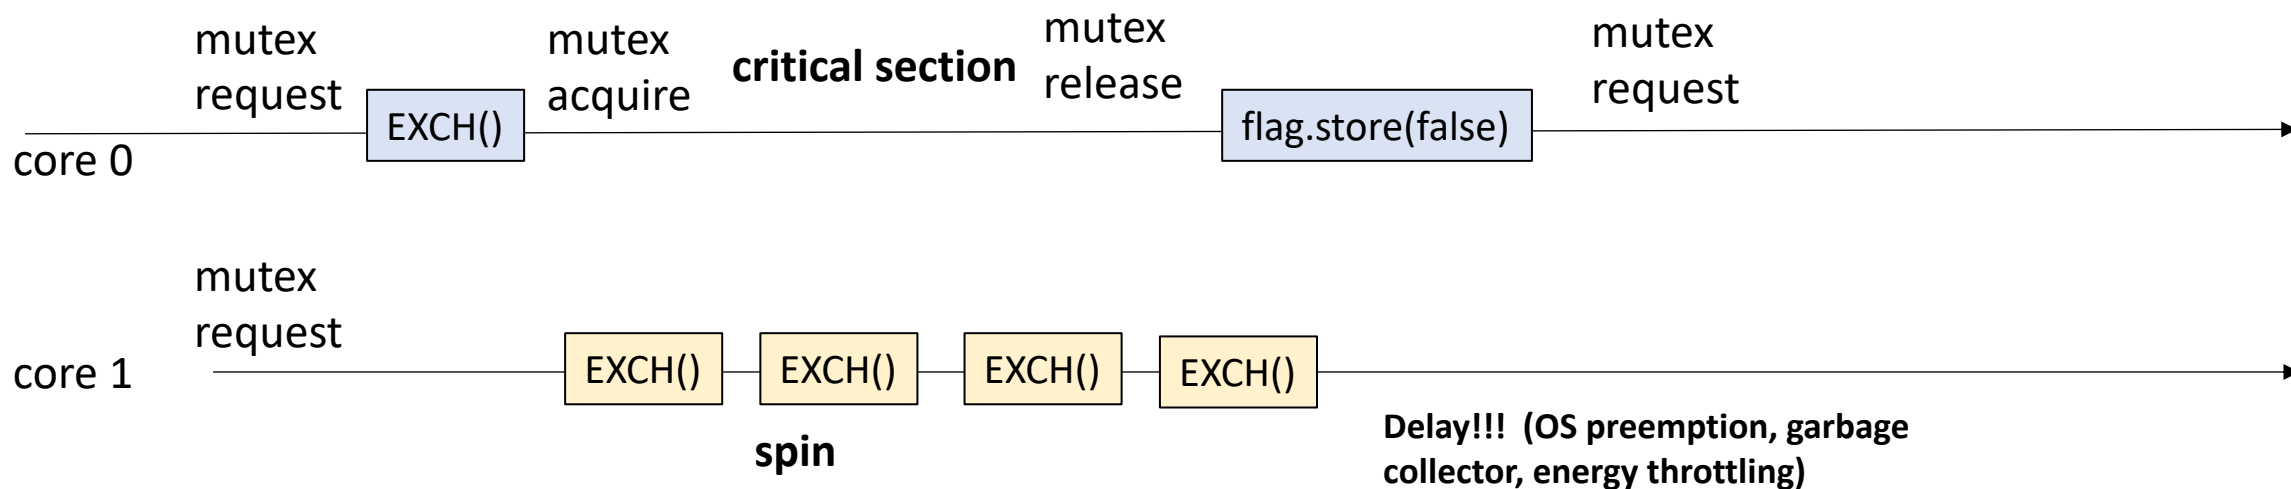 mutex
request
EXCH()
mutex
acquire
critical section
mutex
release
flag.store(false)
mutex
request
core 0
mutex
request
core 1
EXCH()
EXCH()
EXCH()
EXCH()
spin
Delay!!! (OS preemption, garbage
collector, energy throttling)